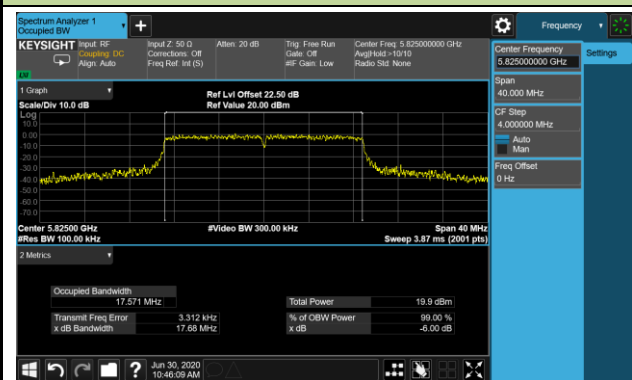 Spectrum Analyzer 1
Occupied BW
Frequency
KEYSIGHT
Input: RF
Coupling: DC
Align: Auto
Input Z: 50 Ω
Corrections: Off
Freq Ref: Int (S)
Atten: 20 dB
Trig: Free Run
Gate: Off
#IF Gain: Low
Center Freq: 5.825000000 GHz
Avg|Hold:>10/10
Radio Std: None
Center Frequency
5.825000000 GHz
Settings
Span
40.000 MHz
CF Step
4.000000 MHz
Auto
Man
Freq Offset
0 Hz
1 Graph
Scale/Div 10.0 dB
Ref Lvl Offset 22.50 dB
Ref Value 20.00 dBm
Log
10.0
0.00
-10.0
-20.0
-30.0
-40.0
-50.0
-60.0
-70.0
Center 5.82500 GHz
#Res BW 100.00 kHz
#Video BW 300.00 kHz
Span 40 MHz
Sweep 3.87 ms (2001 pts)
2 Metrics
Occupied Bandwidth
17.571 MHz
Total Power 19.9 dBm
Transmit Freq Error 3.312 kHz
% of OBW Power 99.00 %
x dB Bandwidth 17.68 MHz
x dB -6.00 dB
Jun 30, 2020
10:46:09 AM